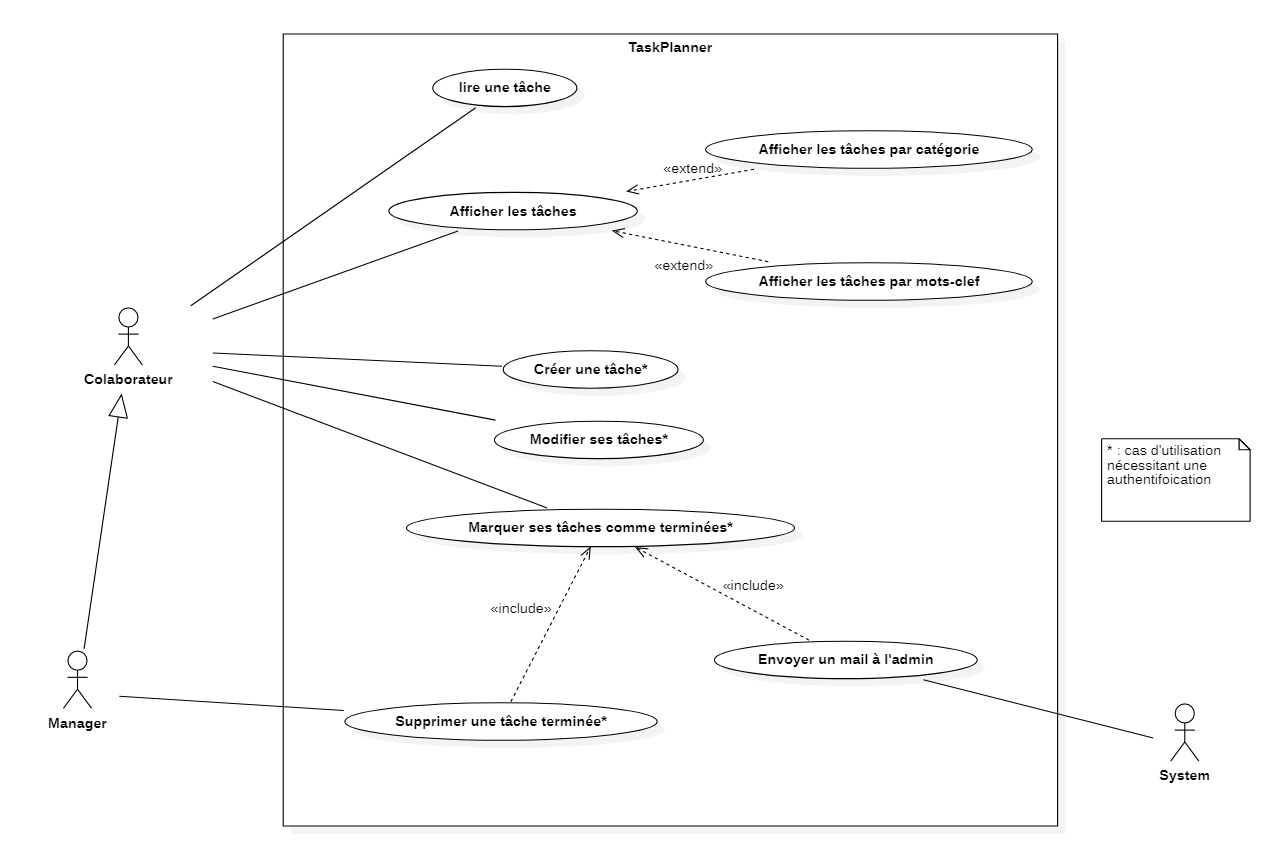 TaskPlanner
lire une tâche
Afficher les tâches par catégorie
«extend»
Afficher les tâches
«extend»
Afficher les tâches par mots-clef
Colaborateur
Créer une tâche*
Modifier ses tâches*
* : cas d'utilisation
nécessitant une
authentifoication
Marquer ses tâches comme terminées*
«include»
«include»
Envoyer un mail à l'admin
Manager
Supprimer une tâche terminée*
System